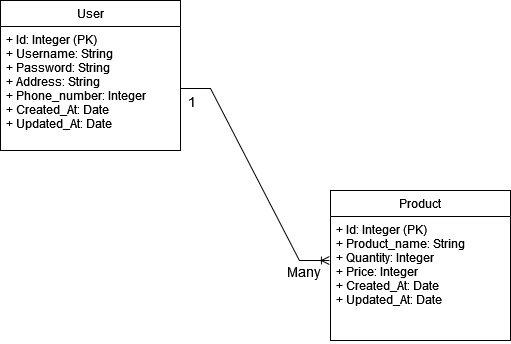 User
+ Id: Integer (PK)
+ Username: String
+ Password: String
+ Address: String
+ Phone_number: Integer
+ Created_At: Date
+ Updated_At: Date
1
Many
Product
+ Id: Integer (PK)
+ Product_name: String
+ Quantity: Integer
+ Price: Integer
+ Created_At: Date
+ Updated_At: Date